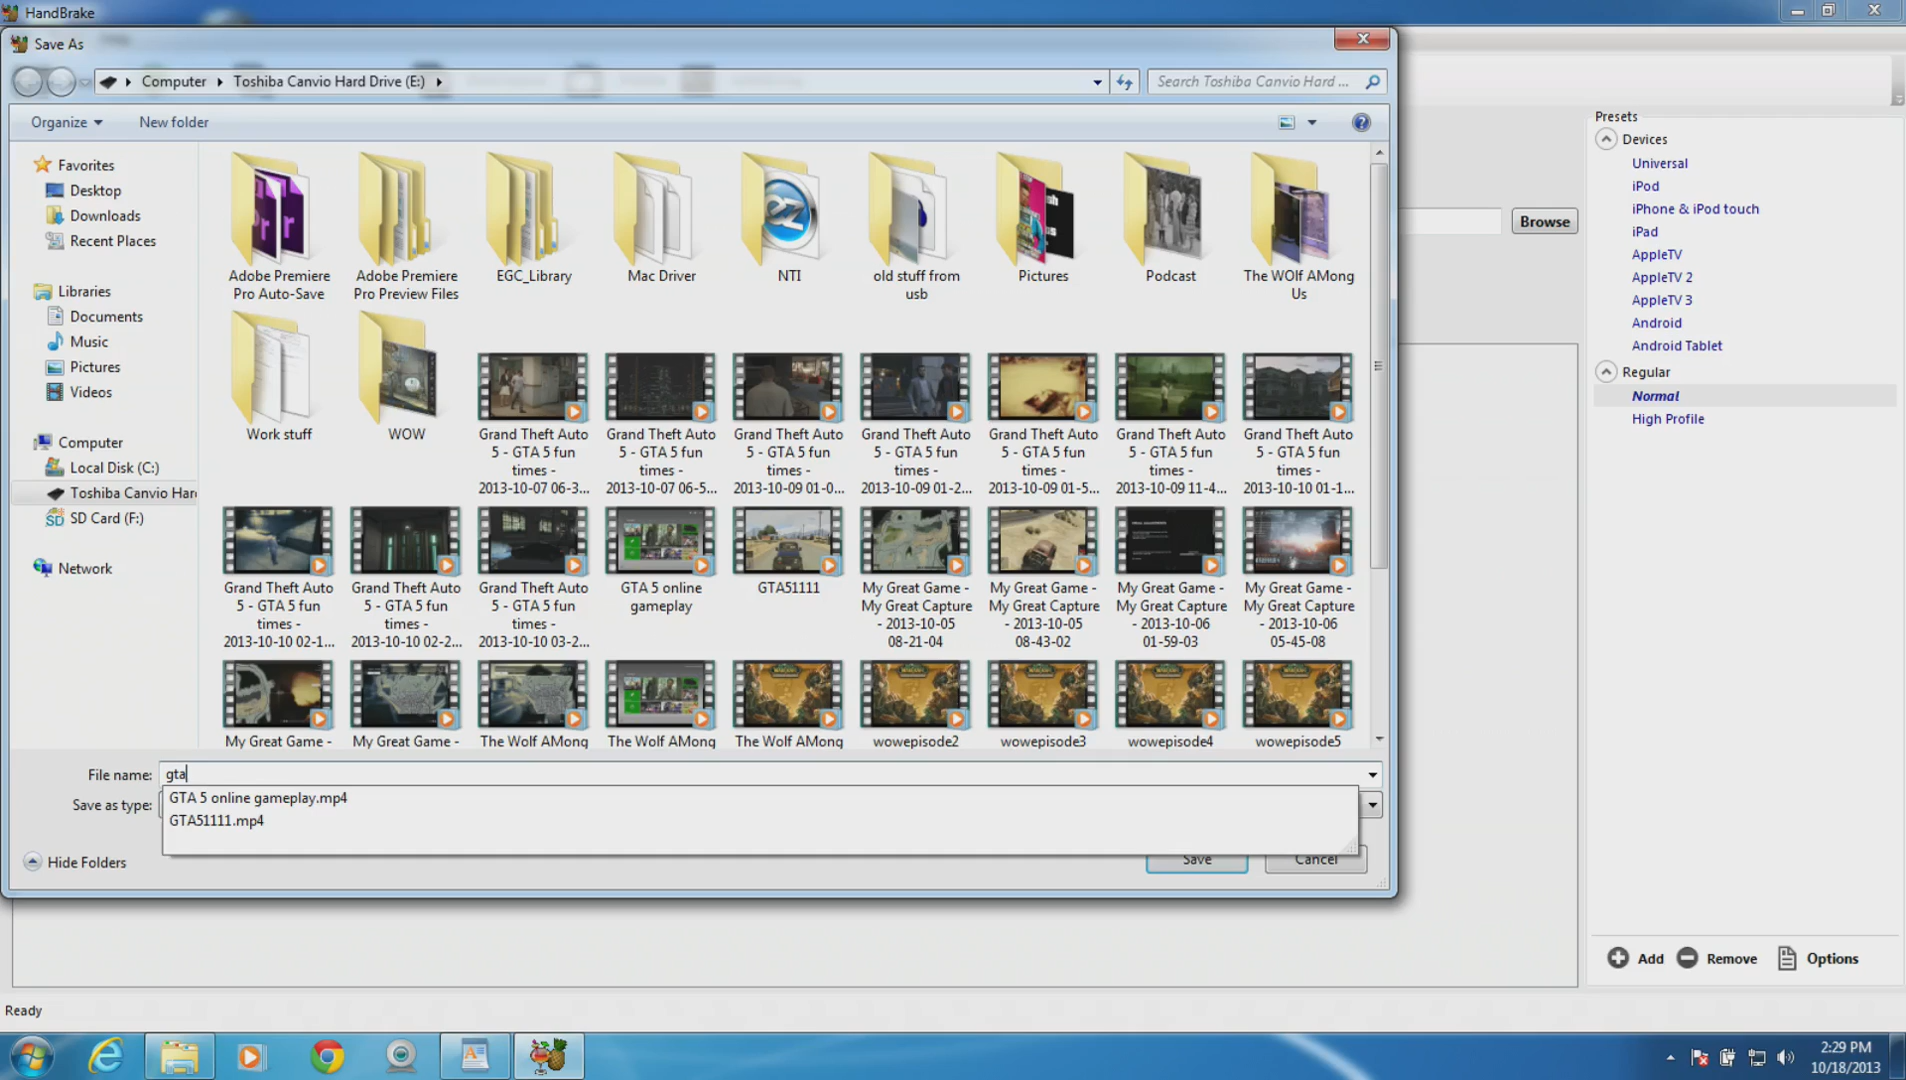 HandBrake
Save As
Computer
Toshiba Canvio Hard Drive (E:)
Search Toshiba Canvio Hard ...
Organize
New folder
Favorites
Desktop
Downloads
Recent Places
Libraries
Documents
Music
Pictures
Videos
Computer
Local Disk (C:)
Toshiba Canvio Har
SD Card (F:)
Network
Adobe Premiere
Pro Auto-Save
Adobe Premiere
Pro Preview Files
EGC_Library
Mac Driver
NTI
old stuff from
usb
Pictures
Podcast
The WOlf AMong
Us
Work stuff
WOW
Grand Theft Auto
5 - GTA 5 fun
times -
2013-10-07 06-3...
Grand Theft Auto
5 - GTA 5 fun
times -
2013-10-07 06-5...
Grand Theft Auto
5 - GTA 5 fun
times -
2013-10-09 01-0...
Grand Theft Auto
5 - GTA 5 fun
times -
2013-10-09 01-2...
Grand Theft Auto
5 - GTA 5 fun
times -
2013-10-09 01-5...
Grand Theft Auto
5 - GTA 5 fun
times -
2013-10-09 11-4...
Grand Theft Auto
5 - GTA 5 fun
times -
2013-10-10 01-1...
Grand Theft Auto
5 - GTA 5 fun
times -
2013-10-10 02-1...
Grand Theft Auto
5 - GTA 5 fun
times -
2013-10-10 02-2...
Grand Theft Auto
5 - GTA 5 fun
times -
2013-10-10 03-2...
GTA 5 online
gameplay
GTA51111
My Great Game -
My Great Capture
- 2013-10-05
08-21-04
My Great Game -
My Great Capture
- 2013-10-05
08-43-02
My Great Game -
My Great Capture
- 2013-10-06
01-59-03
My Great Game -
My Great Capture
- 2013-10-06
05-45-08
My Great Game -
My Great Game -
The Wolf AMong
The Wolf AMong
The Wolf AMong
wowepisode2
wowepisode3
wowepisode4
wowepisode5
File name: gta
Save as type:
GTA 5 online gameplay.mp4
GTA51111.mp4
Hide Folders
Save
Cancel
Browse
Presets
Devices
Universal
iPod
iPhone & iPod touch
iPad
AppleTV
AppleTV 2
AppleTV 3
Android
Android Tablet
Regular
Normal
High Profile
Add
Remove
Options
Ready
2:29 PM
10/18/2013